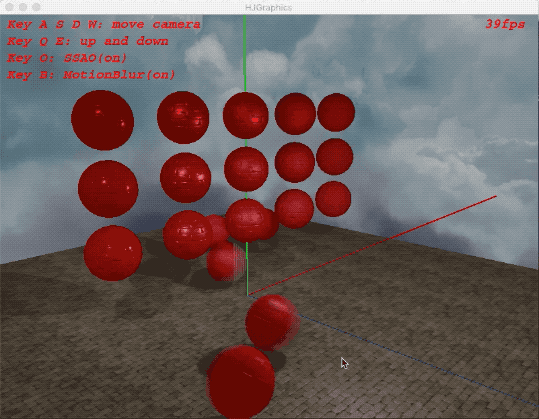 HJGraphics
Key A S D W: move camera
39fps
Key Q E: up and down
Key O: SSAO(on)
Key B: MotionBlur(on)